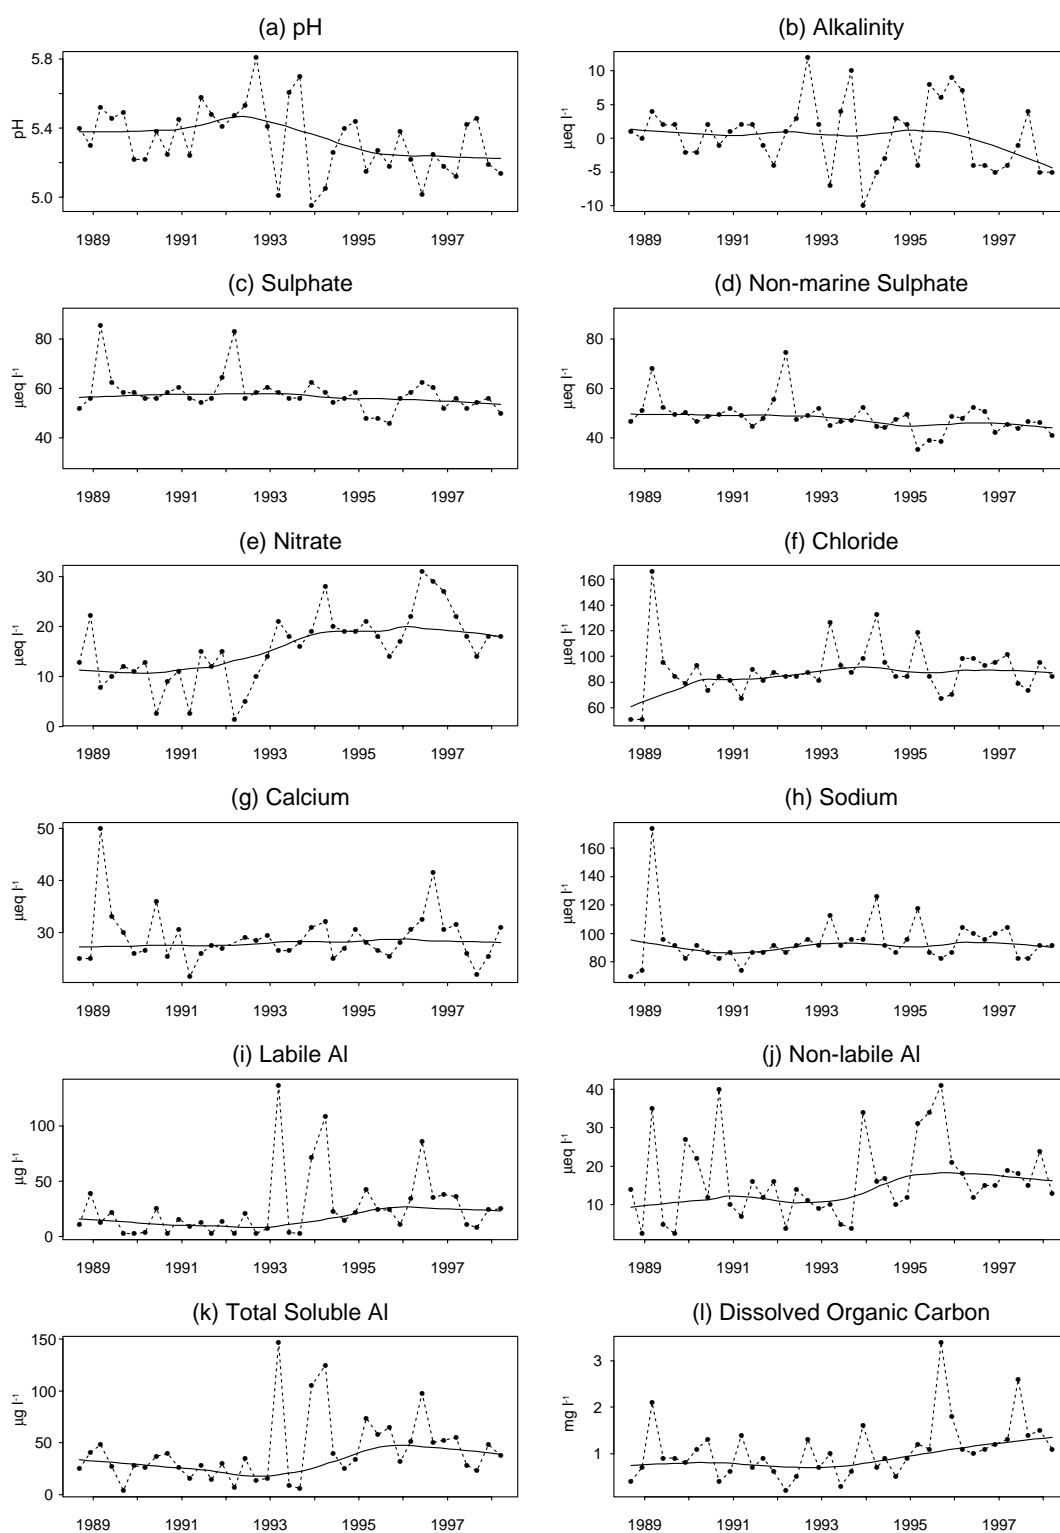 (a) pH
pH
5.8
5.4
5.0
1989 1991 1993 1995 1997
(b) Alkalinity
µeq l-1
10
5
0
-5
-10
1989 1991 1993 1995 1997
(c) Sulphate
µeq l-1
80
60
40
1989 1991 1993 1995 1997
(d) Non-marine Sulphate
µeq l-1
80
60
40
1989 1991 1993 1995 1997
(e) Nitrate
µeq l-1
30
20
10
0
1989 1991 1993 1995 1997
(f) Chloride
µeq l-1
160
140
120
100
80
60
1989 1991 1993 1995 1997
(g) Calcium
µeq l-1
50
40
30
1989 1991 1993 1995 1997
(h) Sodium
µeq l-1
160
140
120
100
80
1989 1991 1993 1995 1997
(i) Labile Al
µg l-1
100
50
0
1989 1991 1993 1995 1997
(j) Non-labile Al
µeq l-1
40
30
20
10
1989 1991 1993 1995 1997
(k) Total Soluble Al
µg l-1
150
100
50
0
1989 1991 1993 1995 1997
(l) Dissolved Organic Carbon
mg l-1
3
2
1
1989 1991 1993 1995 1997